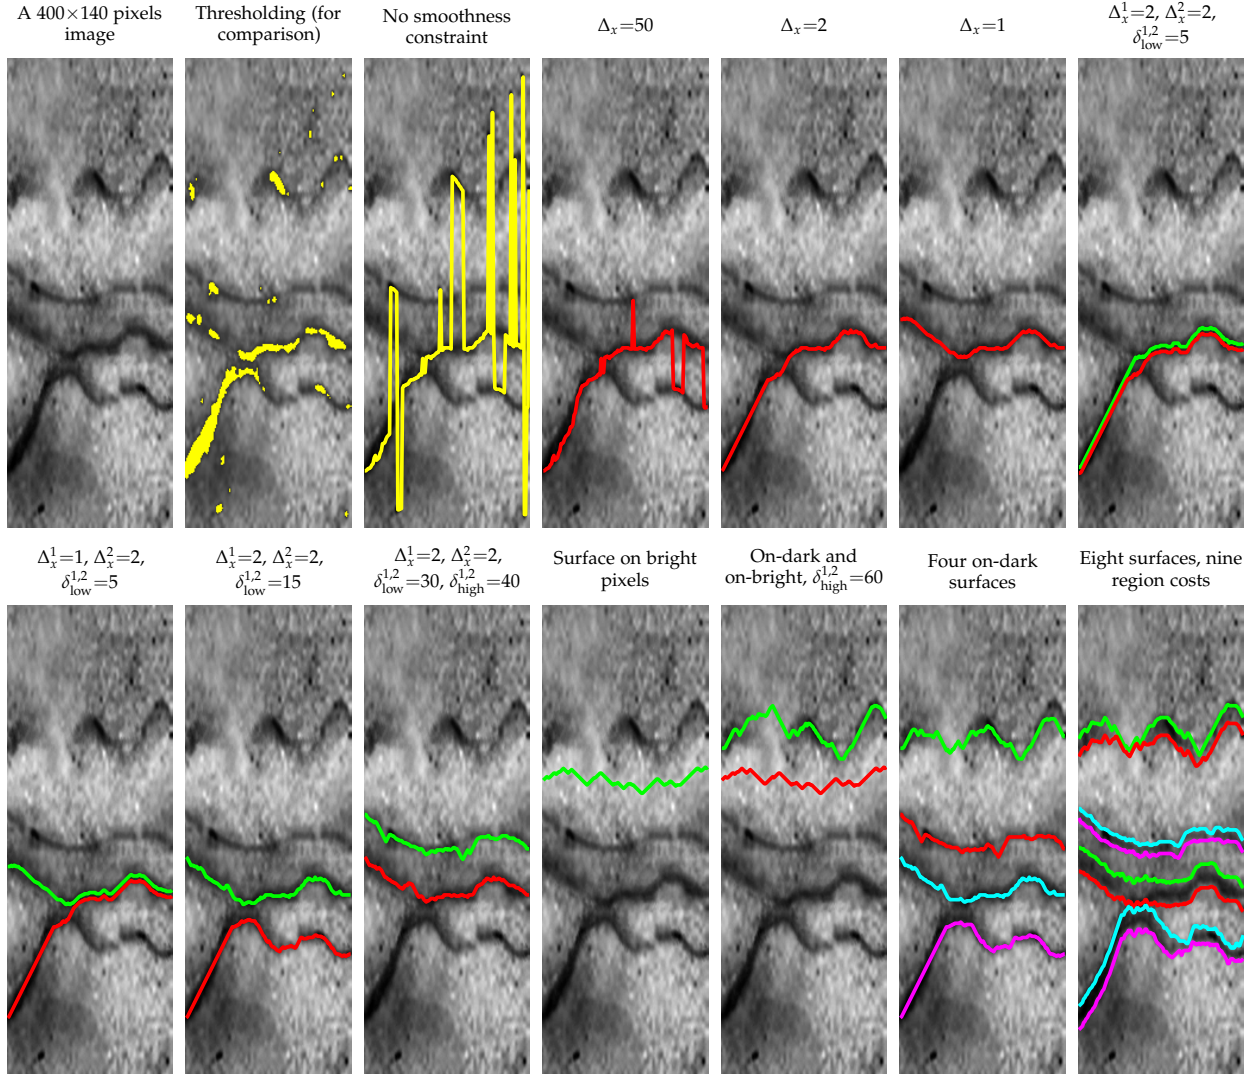 A 400×140 pixels
image
Thresholding (for
comparison)
No smoothness
constraint
Δₓ=50
Δₓ=2
Δₓ=1
Δ¹ₓ=2, Δ²ₓ=2,
δ¹,²low=5
Δ¹ₓ=1, Δ²ₓ=2,
δ¹,²low=5
Δ¹ₓ=2, Δ²ₓ=2,
δ¹,²low=15
Δ¹ₓ=2, Δ²ₓ=2,
δ¹,²low=30, δ¹,²high=40
Surface on bright
pixels
On-dark and
on-bright, δ¹,²high=60
Four on-dark
surfaces
Eight surfaces, nine
region costs